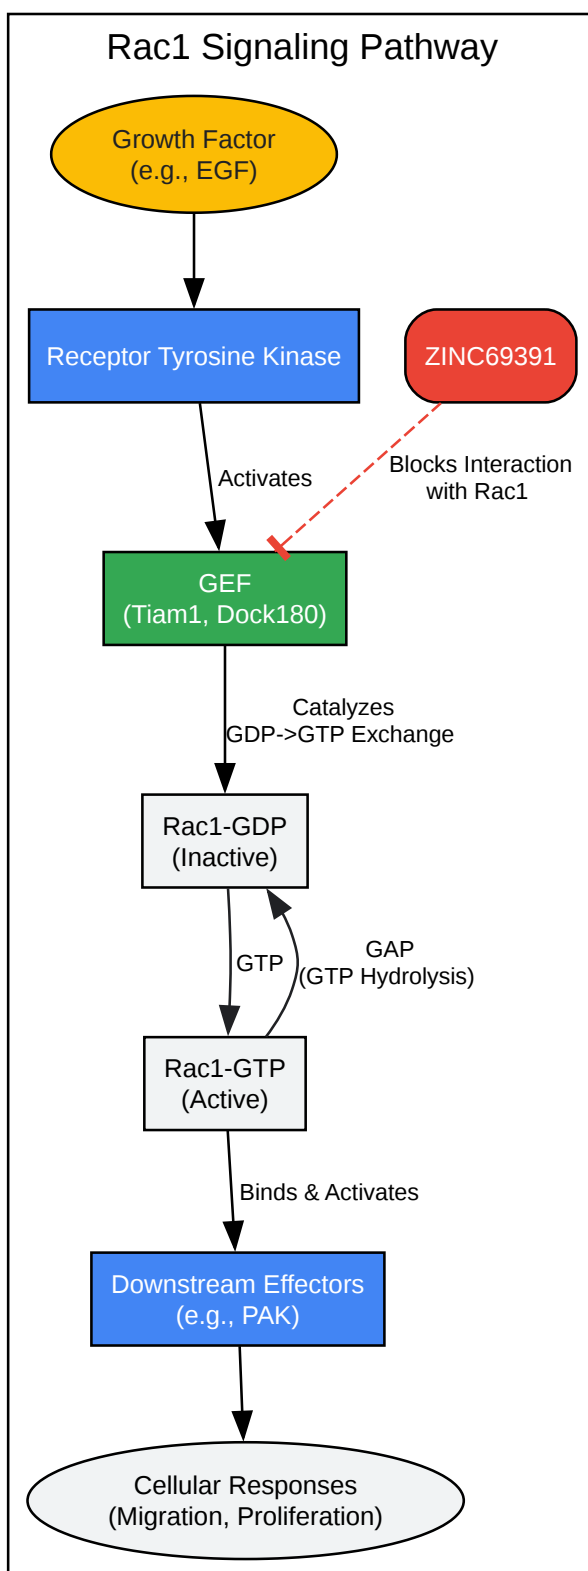 Rac1 Signaling Pathway
Growth Factor
(e.g., EGF)
Receptor Tyrosine Kinase
ZINC69391
Activates
Blocks Interaction
with Rac1
GEF
(Tiam1, Dock180)
Catalyzes
GDP->GTP Exchange
Rac1-GDP
(Inactive)
GTP
GAP
(GTP Hydrolysis)
Rac1-GTP
(Active)
Binds & Activates
Downstream Effectors
(e.g., PAK)
Cellular Responses
(Migration, Proliferation)